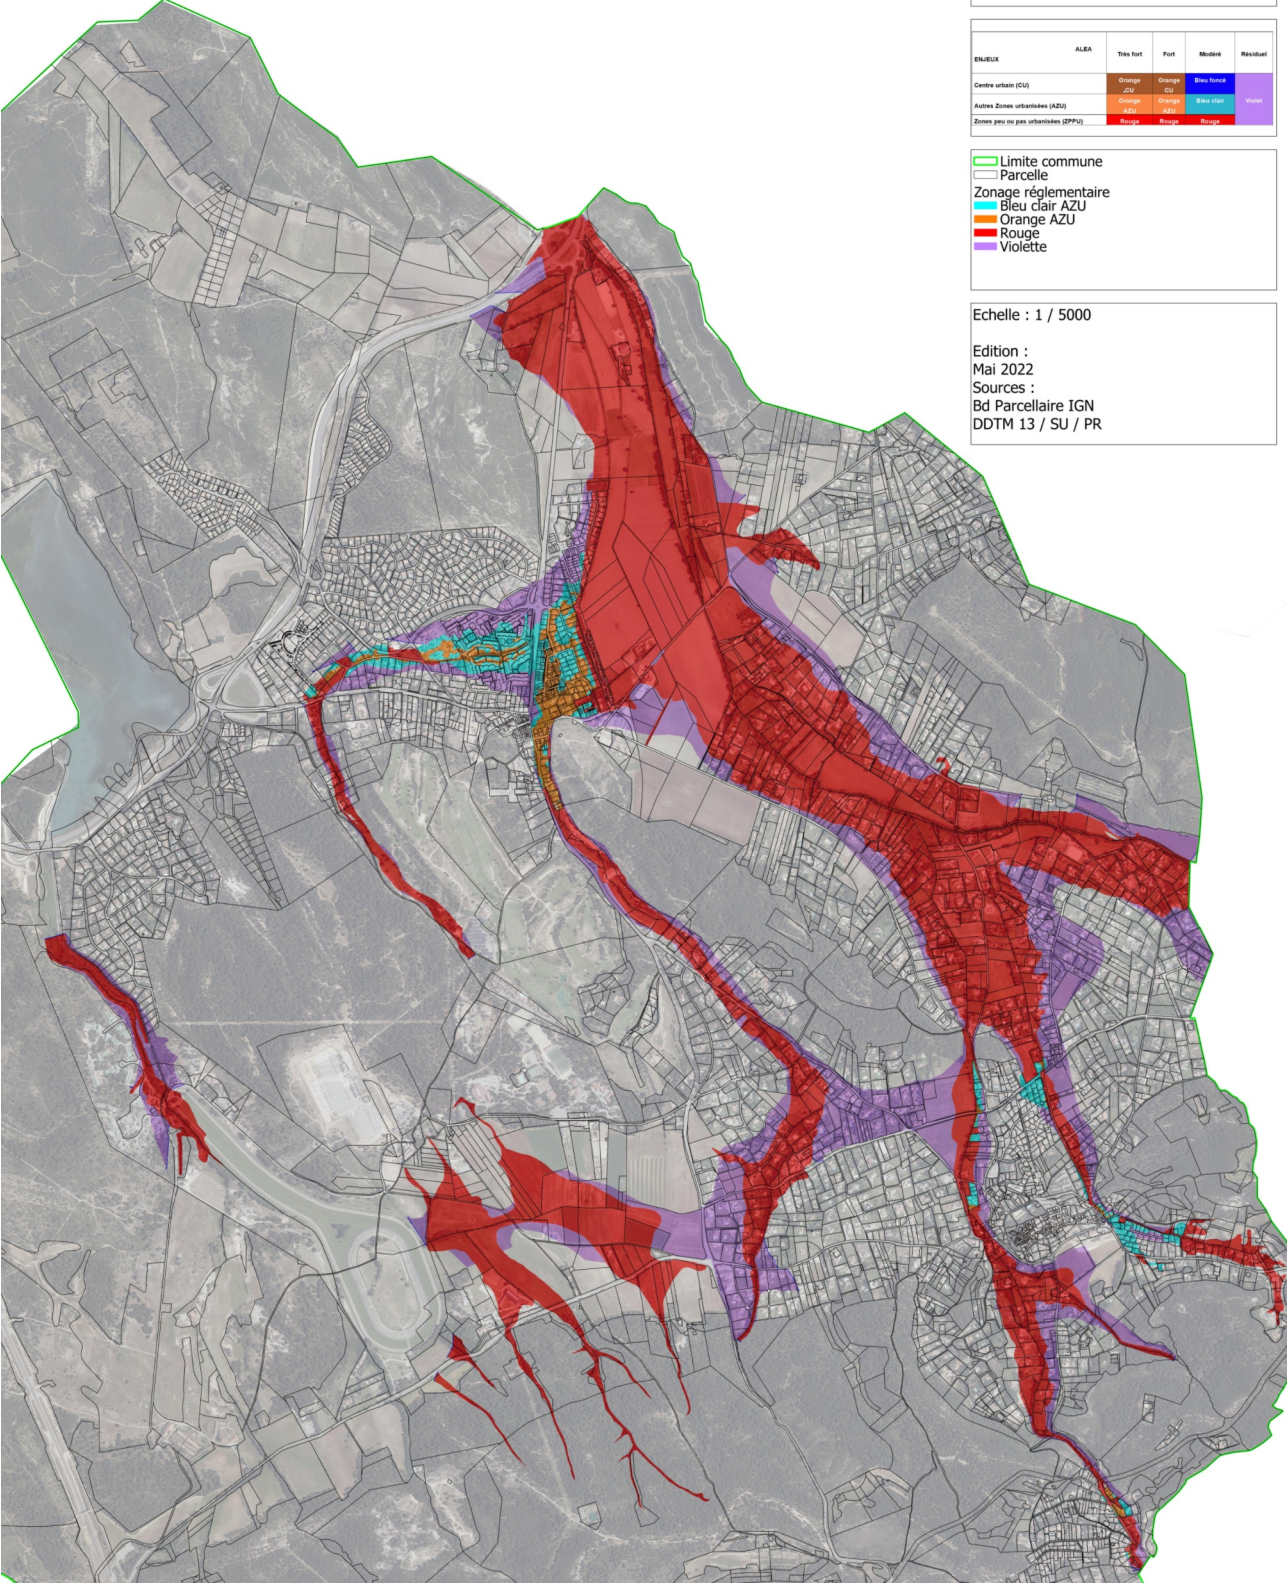 ALEA
ENJEUX
Très fort
Fort
Modéré
Résiduel
Centre urbain (CU)
Orange
CU
Orange
CU
Bleu foncé
Violet
Autres Zones urbanisées (AZU)
Orange
AZU
Orange
AZU
Bleu clair
Zones peu ou pas urbanisées (ZPPU)
Rouge
Rouge
Rouge
Limite commune
Parcelle
Zonage réglementaire
Bleu clair AZU
Orange AZU
Rouge
Violette
Echelle : 1 / 5000
Edition :
Mai 2022
Sources :
Bd Parcellaire IGN
DDTM 13 / SU / PR